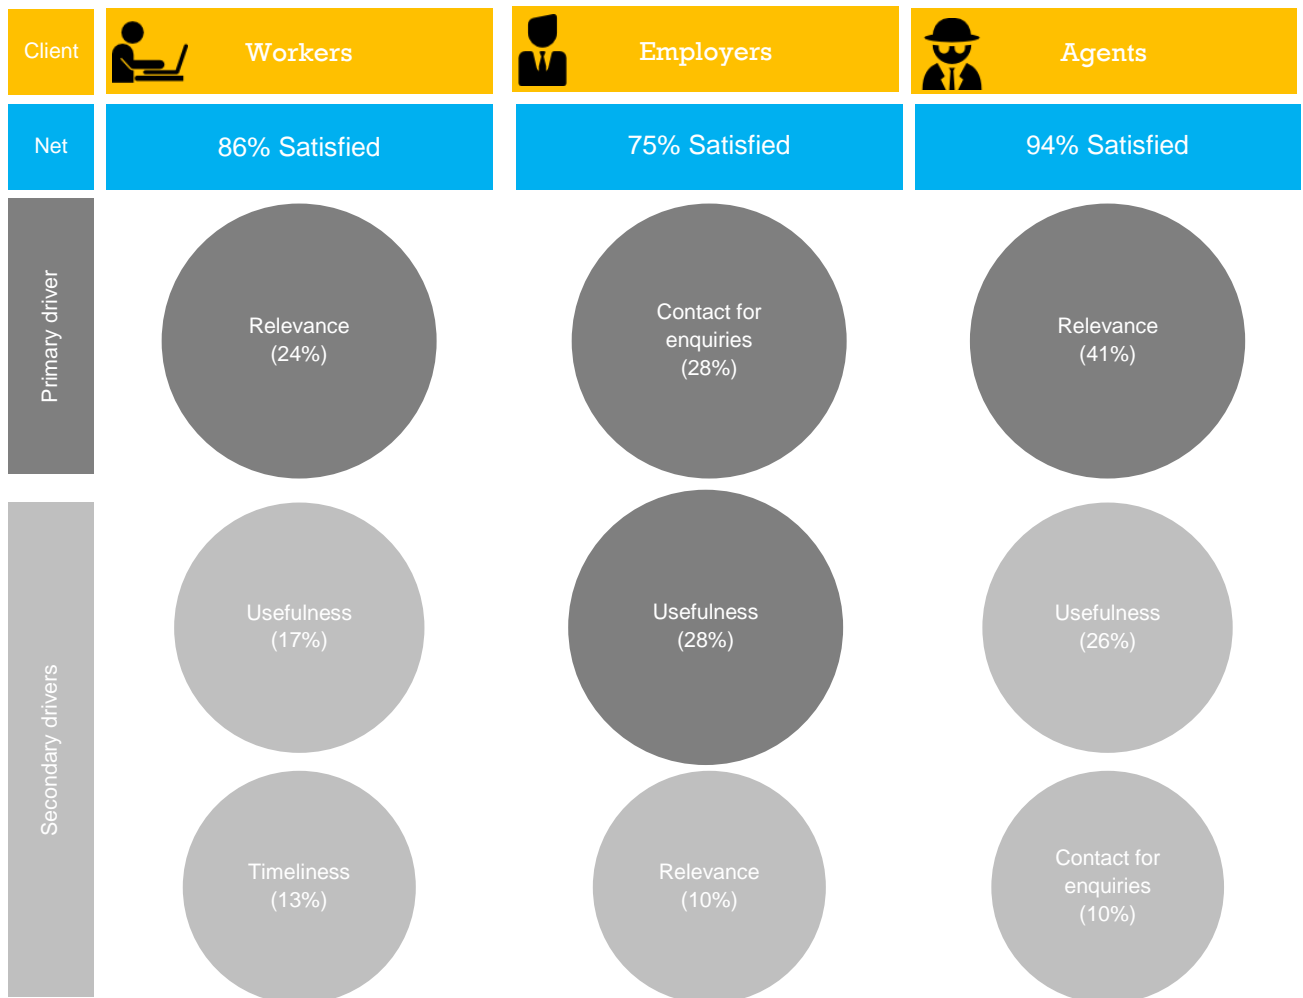 Client
Workers
Employers
Agents
Net
86% Satisfied
75% Satisfied
94% Satisfied
Primary driver
Relevance
(24%)
Contact for
enquiries
(28%)
Relevance
(41%)
Secondary drivers
Usefulness
(17%)
Usefulness
(28%)
Usefulness
(26%)
Timeliness
(13%)
Relevance
(10%)
Contact for
enquiries
(10%)